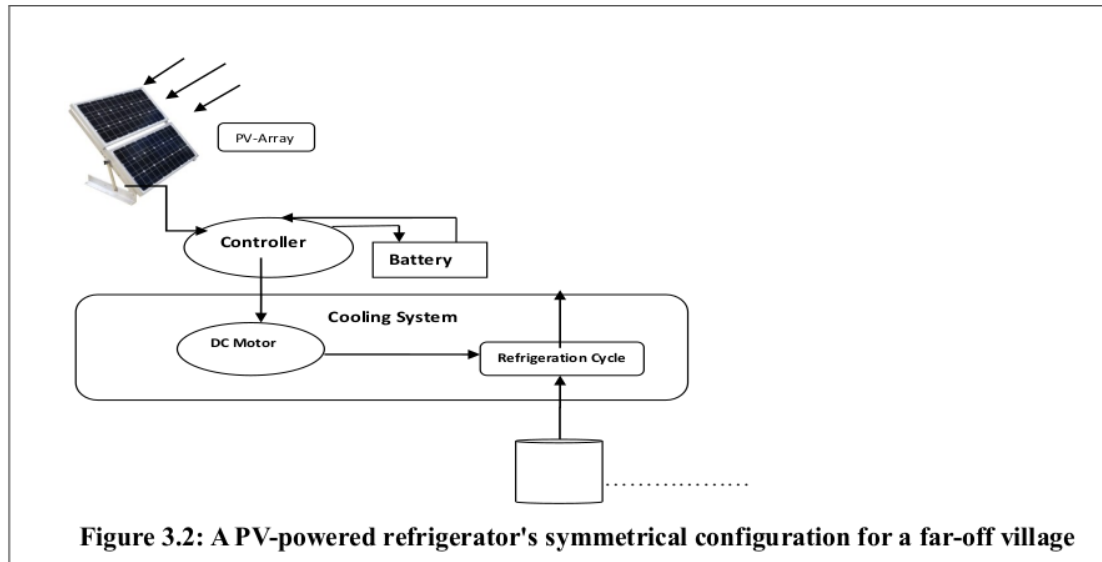 PV-Array
Controller
Battery
Cooling System
DC Motor
Refrigeration Cycle
Figure 3.2: A PV-powered refrigerator's symmetrical configuration for a far-off village